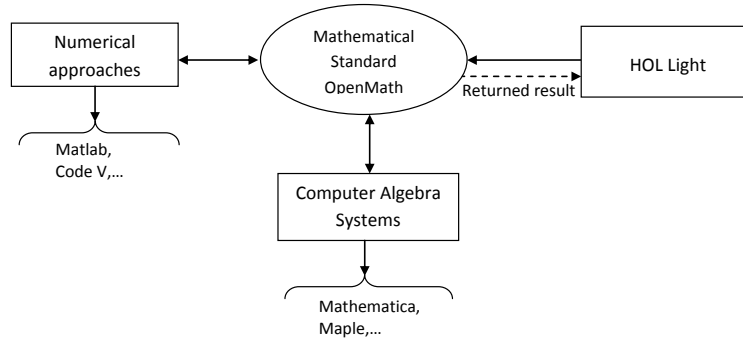 Numerical
approaches
Mathematical
Standard
OpenMath
HOL Light
Returned result
Matlab,
Code V,...
Computer Algebra
Systems
Mathematica,
Maple,...